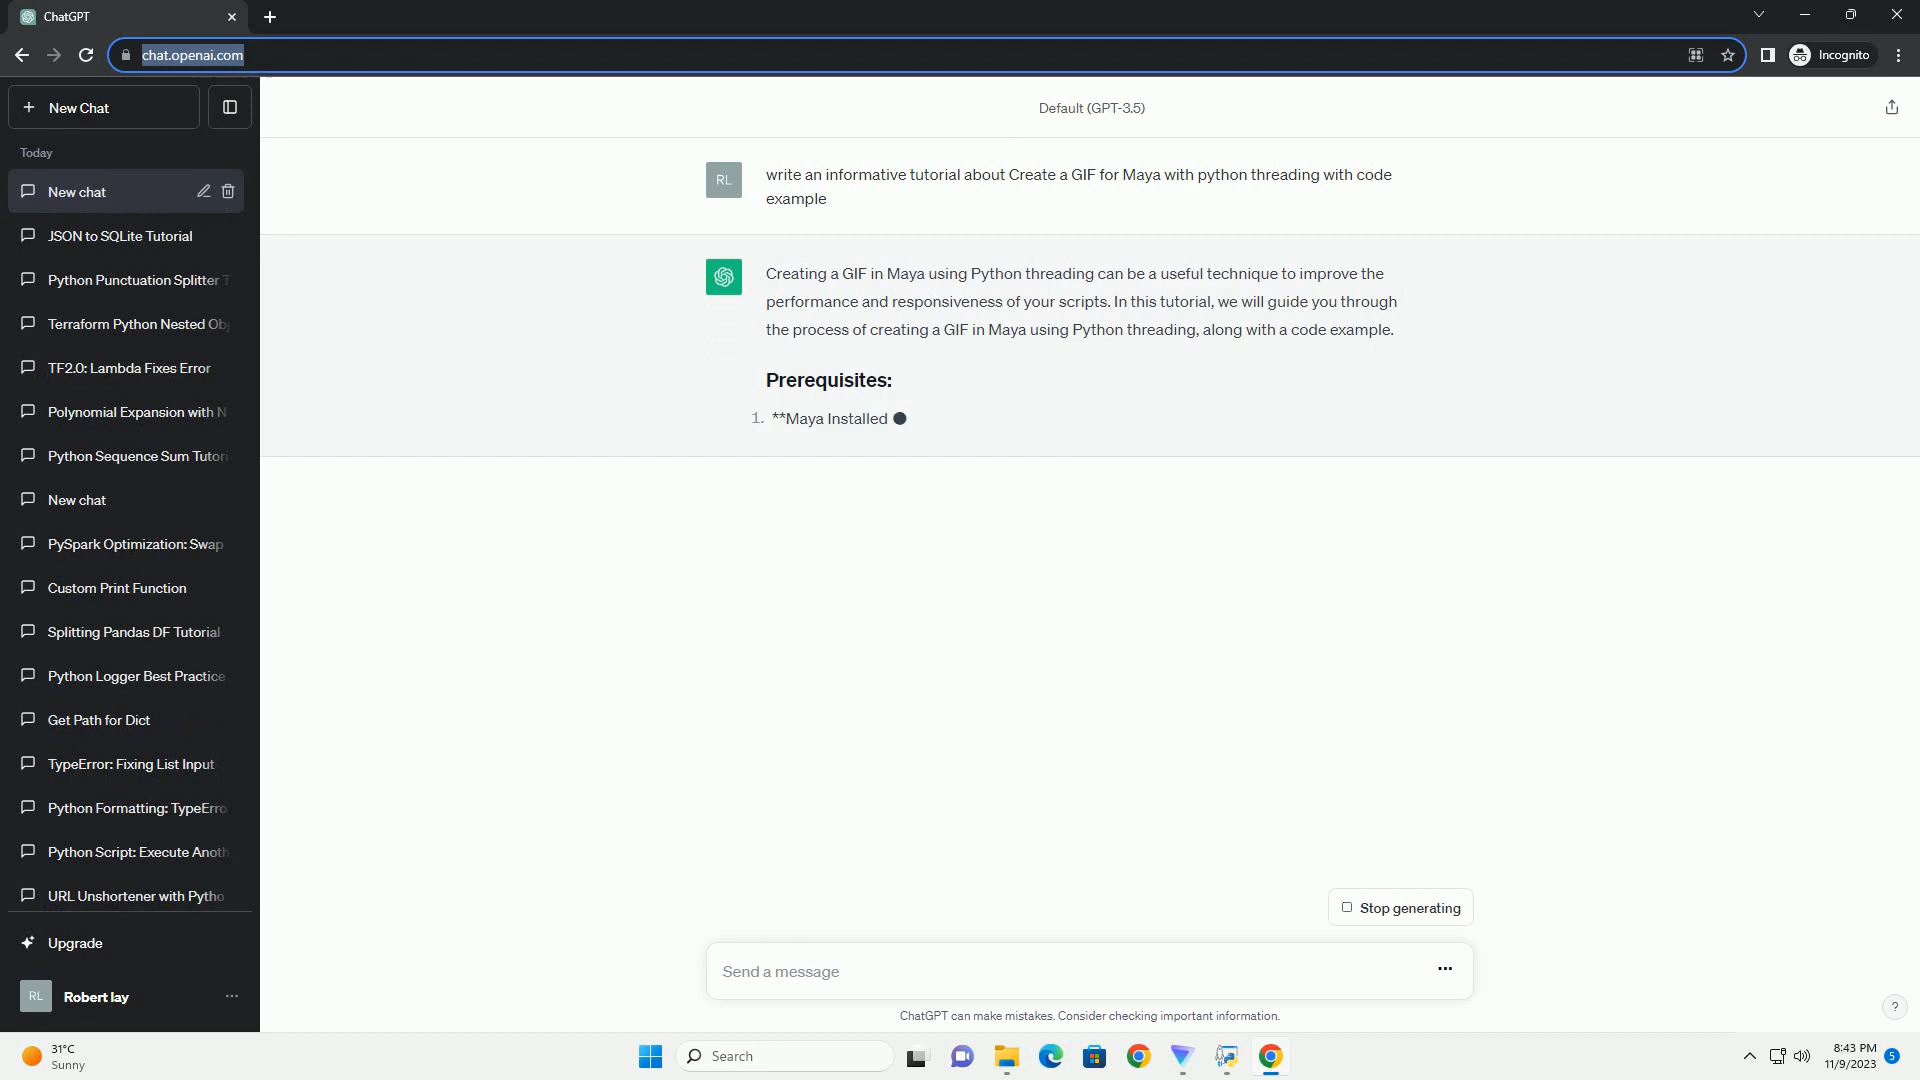 ChatGPT
chat.openai.com
Incognito
New Chat
Today
New chat
JSON to SQLite Tutorial
Python Punctuation Splitter T
Terraform Python Nested Obj
TF2.0: Lambda Fixes Error
Polynomial Expansion with N
Python Sequence Sum Tutori
New chat
PySpark Optimization: Swap
Custom Print Function
Splitting Pandas DF Tutorial
Python Logger Best Practice
Get Path for Dict
TypeError: Fixing List Input
Python Formatting: TypeErro
Python Script: Execute Anoth
URL Unshortener with Pytho
Upgrade
RL
Robert lay
Default (GPT-3.5)
RL
write an informative tutorial about Create a GIF for Maya with python threading with code
example
Creating a GIF in Maya using Python threading can be a useful technique to improve the
performance and responsiveness of your scripts. In this tutorial, we will guide you through
the process of creating a GIF in Maya using Python threading, along with a code example.
Prerequisites:
1. **Maya Installed
Stop generating
Send a message
ChatGPT can make mistakes. Consider checking important information.
?
31°C
Sunny
Search
8:43 PM
11/9/2023
5